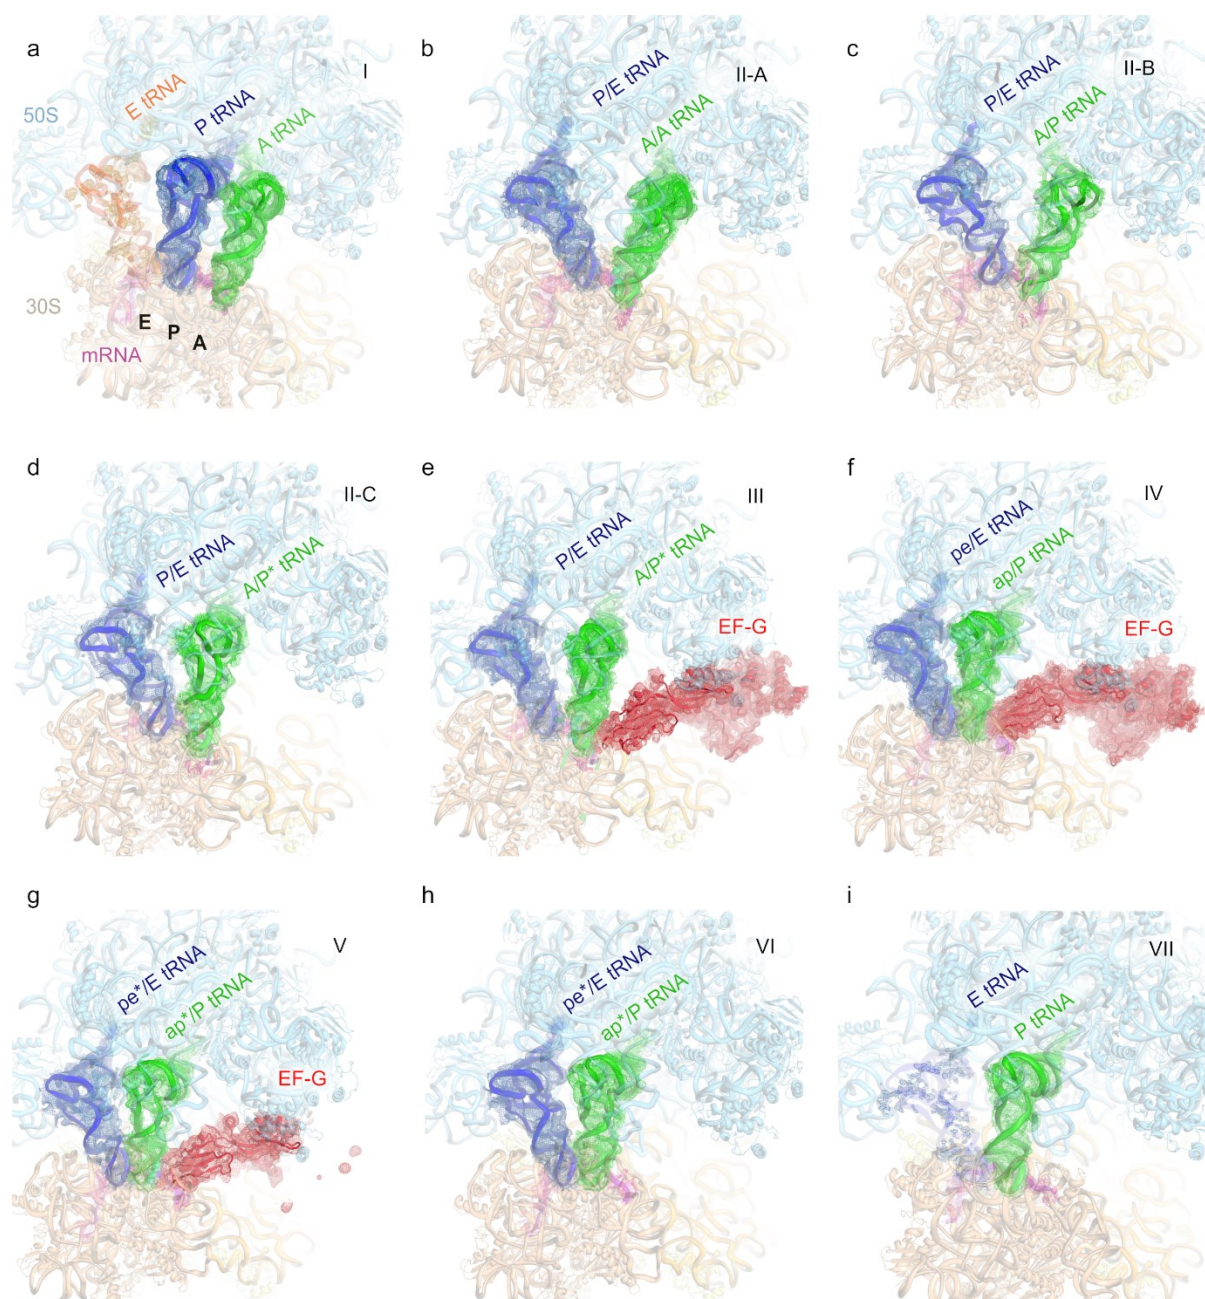 a
I
E tRNA
P tRNA
A tRNA
50S
30S
E
P
A
mRNA
b
II-A
P/E tRNA
A/A tRNA
c
II-B
P/E tRNA
A/P tRNA
d
II-C
P/E tRNA
A/P* tRNA
e
III
P/E tRNA
A/P* tRNA
EF-G
f
IV
pe/E tRNA
ap/P tRNA
EF-G
g
V
pe*/E tRNA
ap*/P tRNA
EF-G
h
VI
pe*/E tRNA
ap*/P tRNA
i
VII
E tRNA
P tRNA